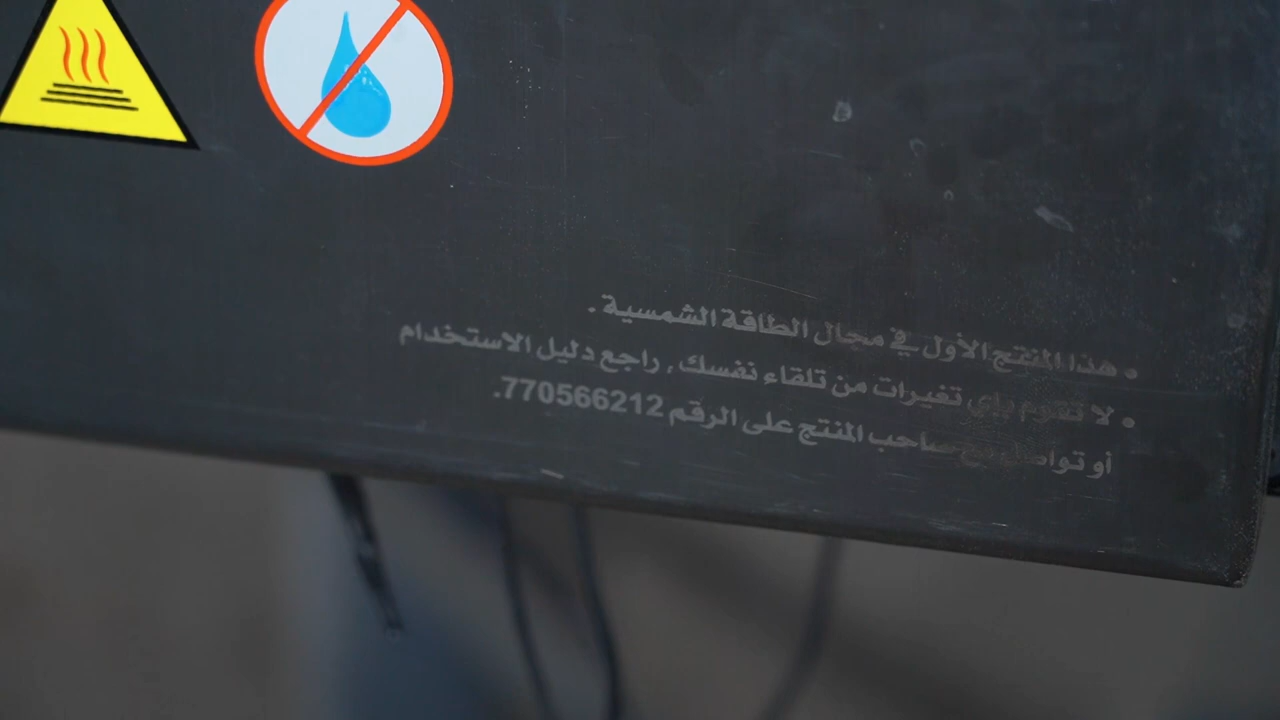 • هذا المنتج الأول في مجال الطاقة الشمسية .
• لا تقوم بإي تغيرات من تلقاء نفسك , راجع دليل الاستخدام
أو تواصل مع صاحب المنتج على الرقم 770566212.